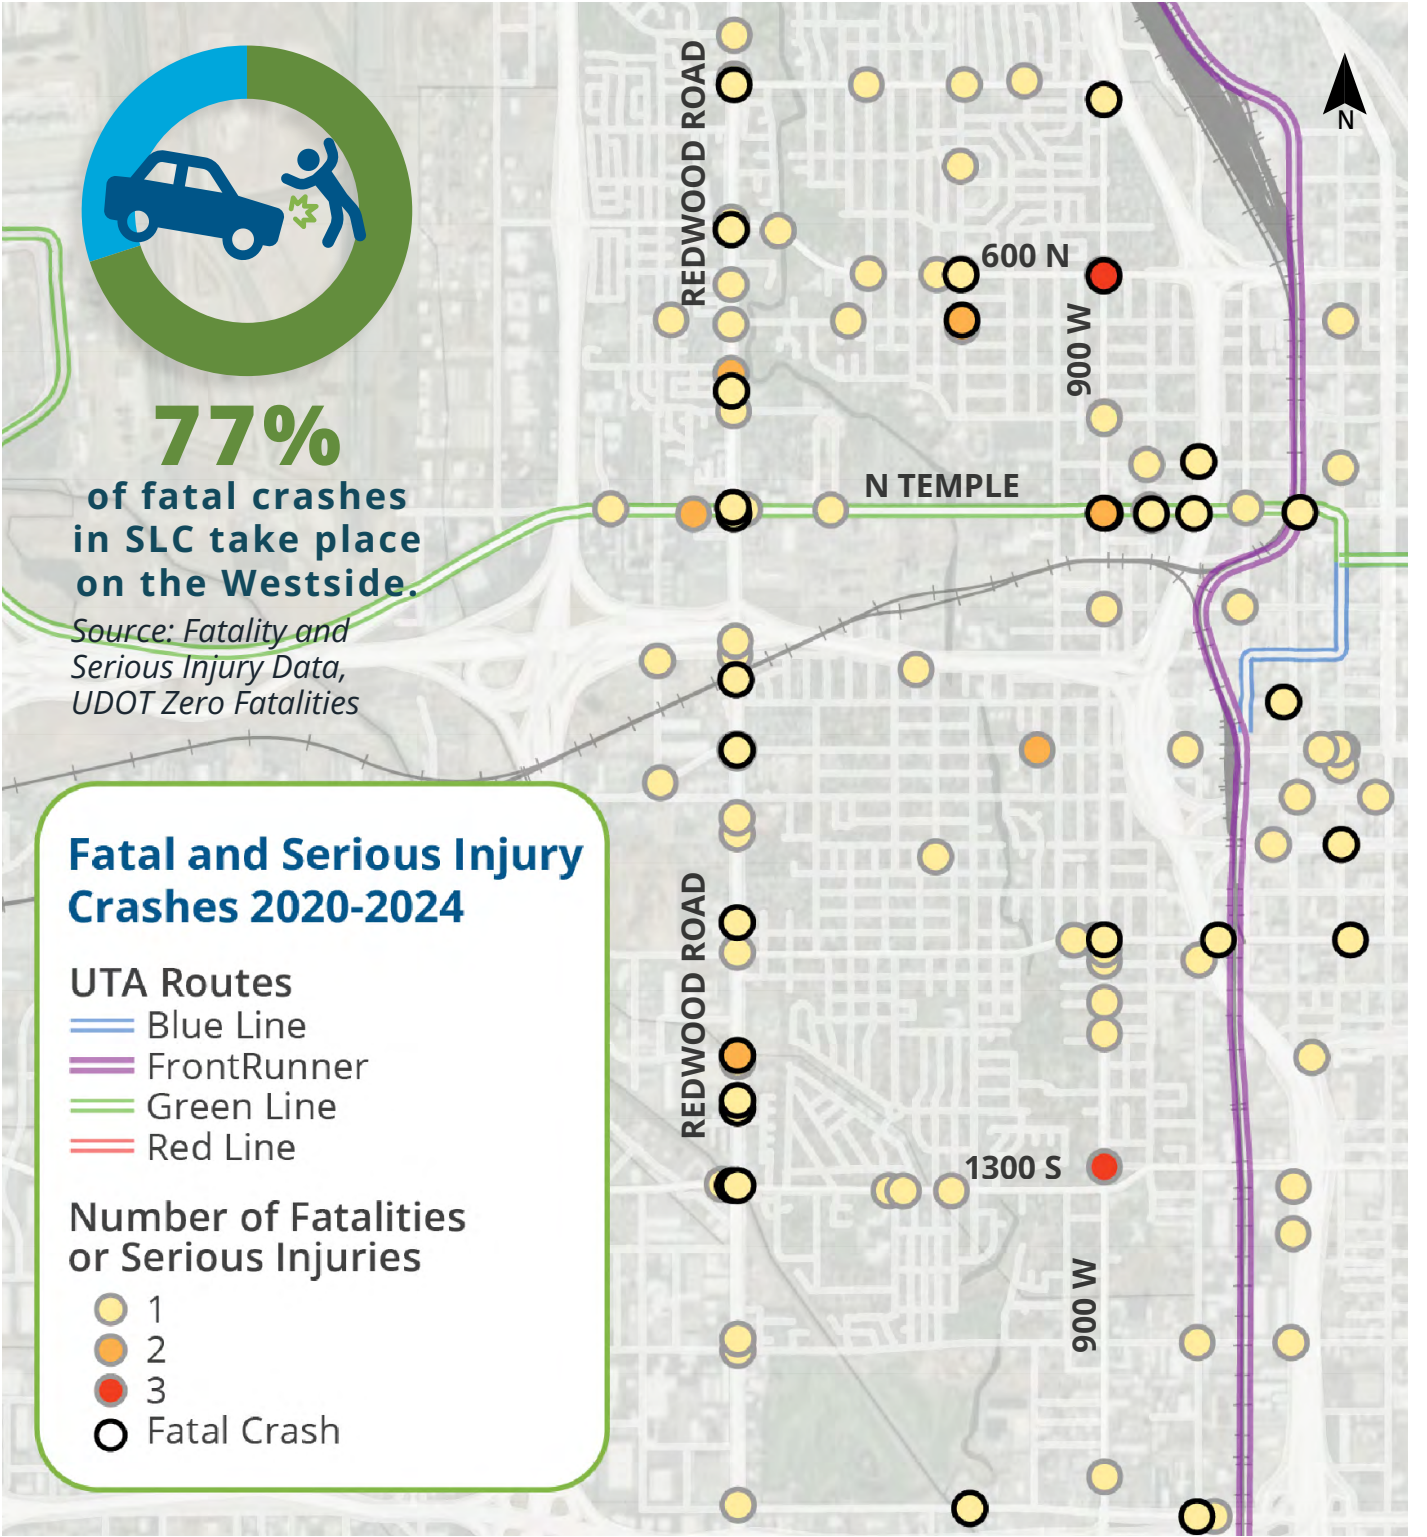 77%
of fatal crashes
in SLC take place
on the Westside.
Source: Fatality and
Serious Injury Data,
UDOT Zero Fatalities
REDWOOD ROAD
N
600 N
900 W
N TEMPLE
Fatal and Serious Injury
Crashes 2020-2024
UTA Routes
Blue Line
FrontRunner
Green Line
Red Line
Number of Fatalities
or Serious Injuries
1
2
3
Fatal Crash
REDWOOD ROAD
1300 S
900 W